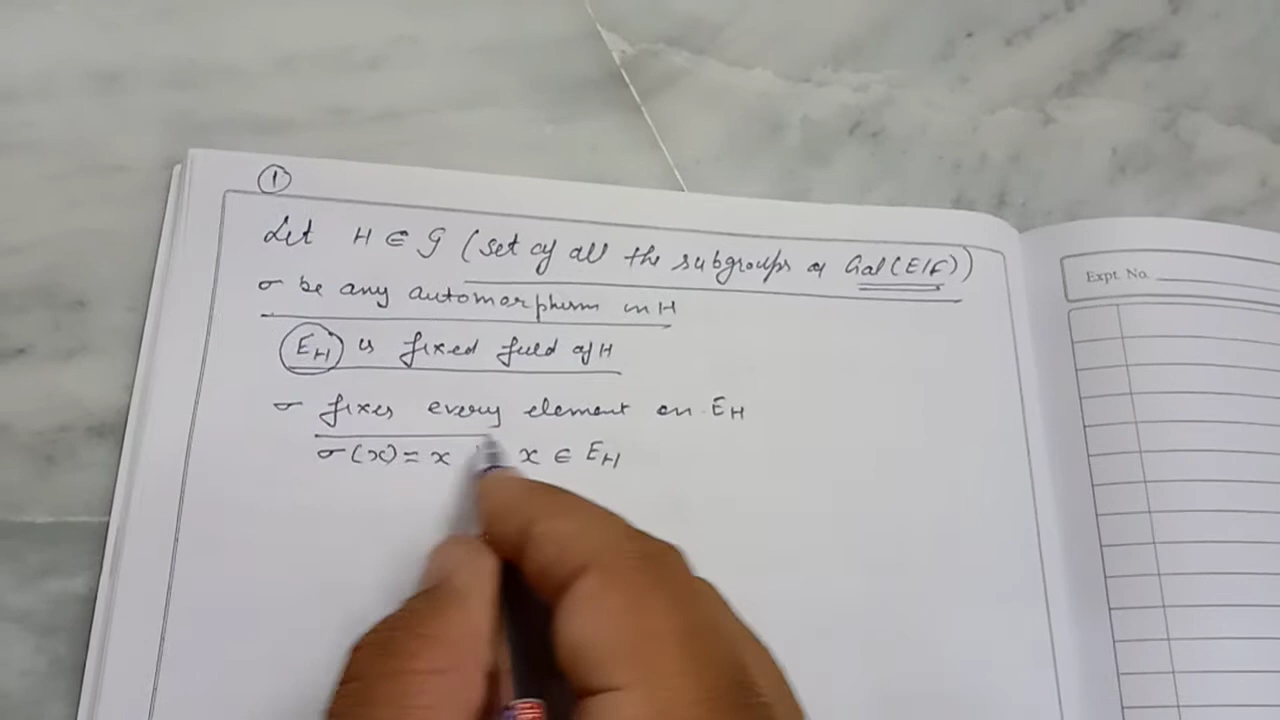 ①
Let H ∈ G (set of all the subgroups of Gal(E/F))
σ be any automorphism in H
E_H is fixed field of H
σ fixes every element on E_H
σ(x) = x x ∈ E_H
Expt. No.